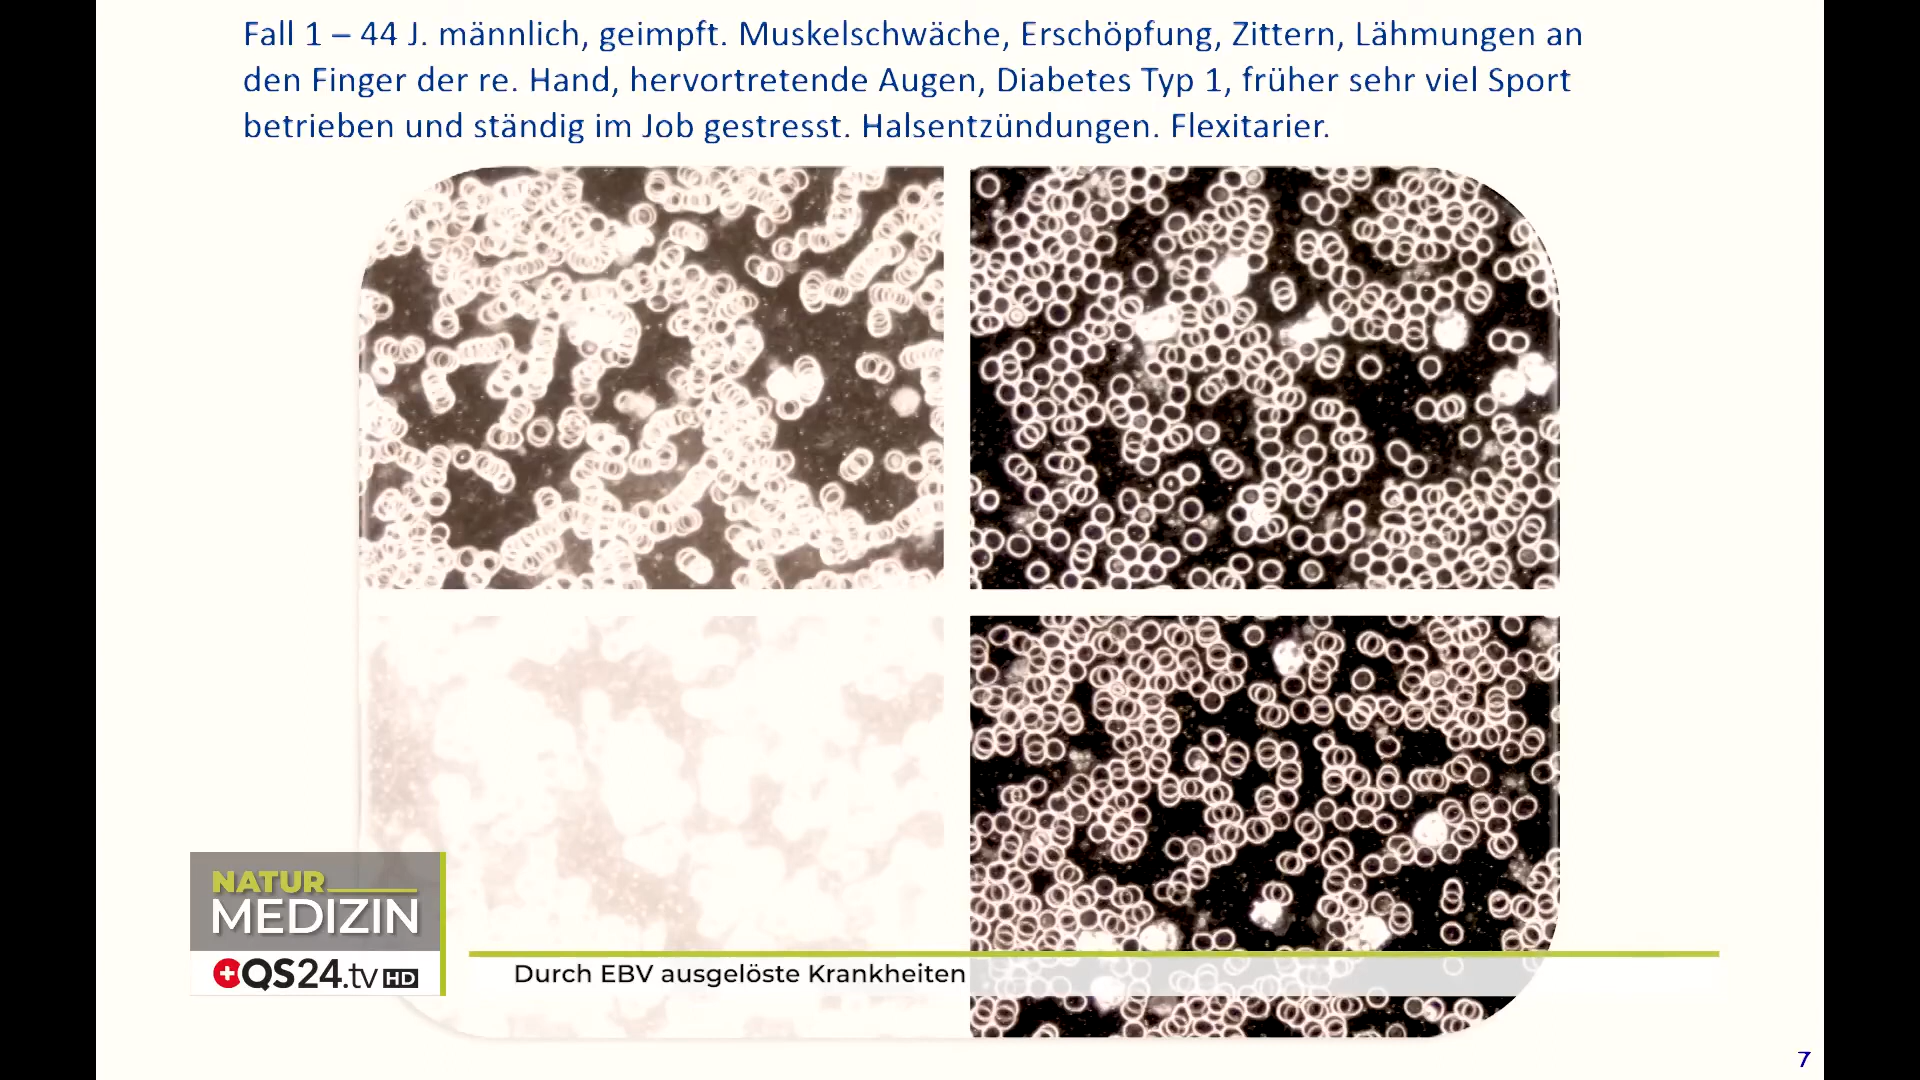 Fall 1 – 44 J. männlich, geimpft. Muskelschwäche, Erschöpfung, Zittern, Lähmungen an
den Finger der re. Hand, hervortretende Augen, Diabetes Typ 1, früher sehr viel Sport
betrieben und ständig im Job gestresst. Halsentzündungen. Flexitarier.
NATUR
MEDIZIN
QS24.tv HD
Durch EBV ausgelöste Krankheiten
7